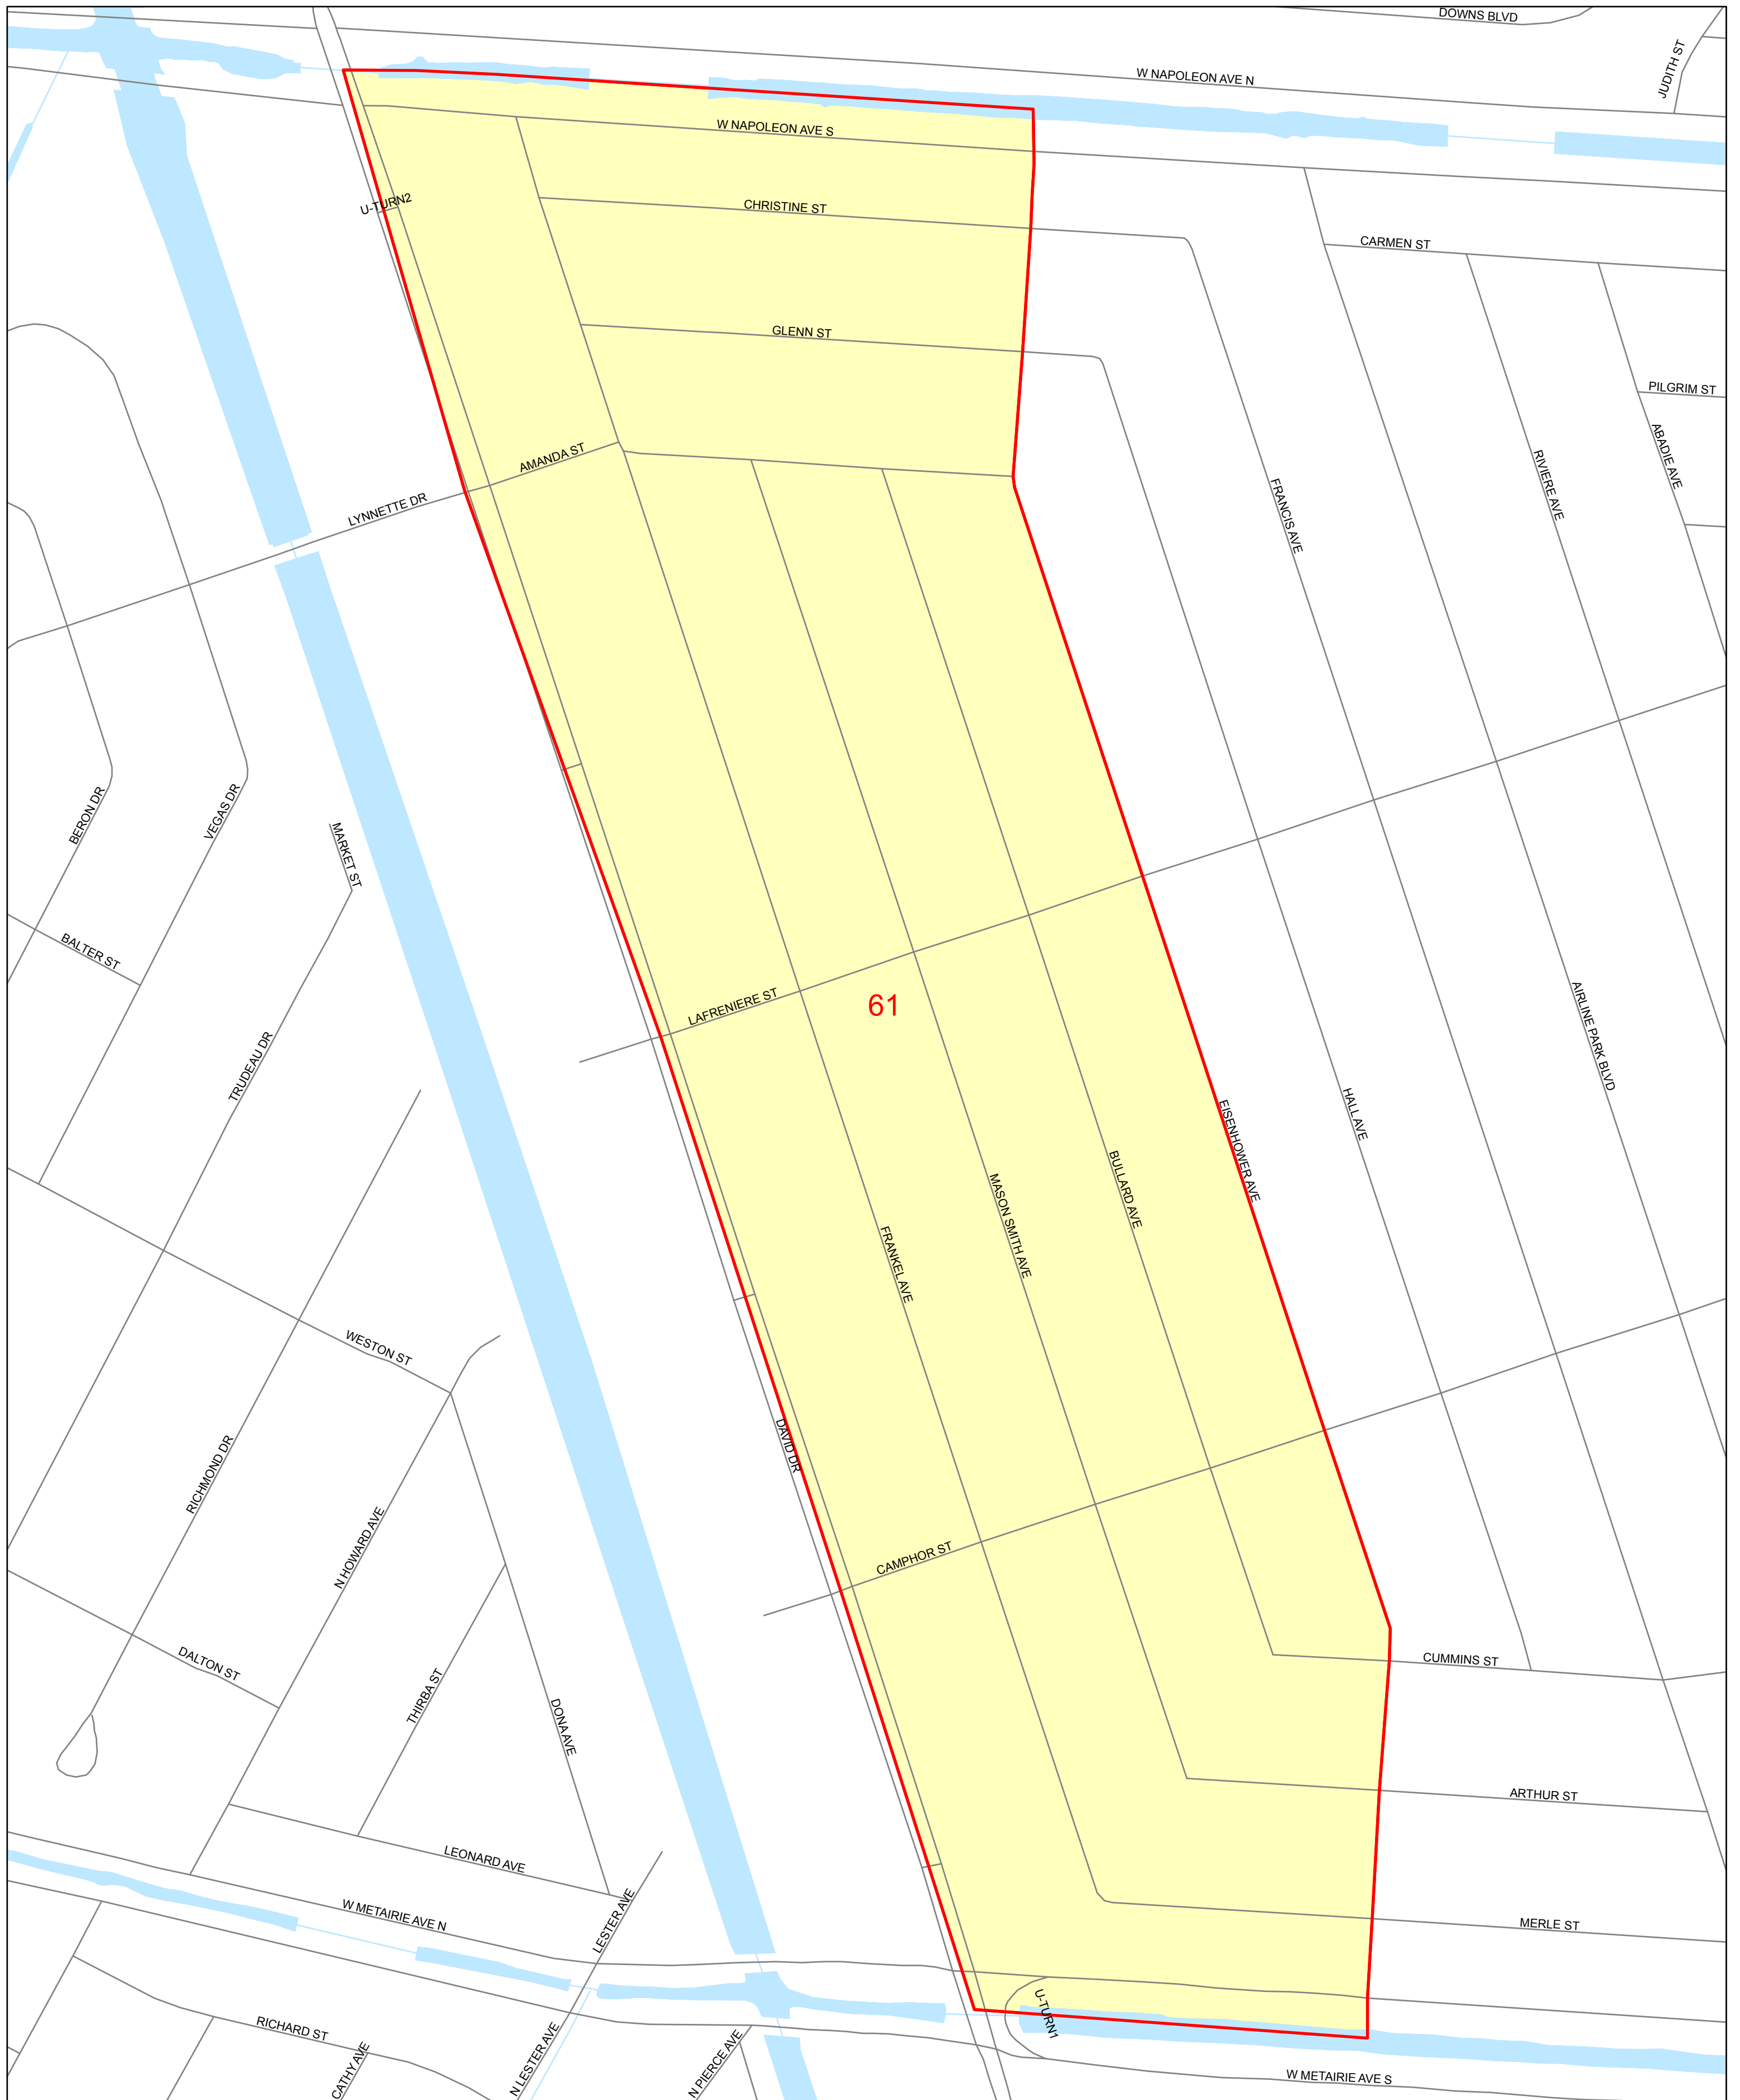 DOWNS BLVD
JUDITH ST
W NAPOLEON AVE N
W NAPOLEON AVE S
U-TURN2
CHRISTINE ST
CARMEN ST
GLENN ST
PILGRIM ST
AMANDA ST
ABADIE AVE
RIVIERE AVE
FRANCIS AVE
LYNNETTE DR
BERON DR
VEGAS DR
MARKET ST
BALTER ST
LAFRENIERE ST
61
AIRLINE PARK BLVD
TRUDEAU DR
HALL AVE
EISENHOWER AVE
BULLARD AVE
MASON SMITH AVE
FRANKEL AVE
WESTON ST
DAVID DR
RICHMOND DR
N HOWARD AVE
CAMPHOR ST
DALTON ST
THIRBA ST
DONA AVE
CUMMINS ST
ARTHUR ST
LEONARD AVE
LESTER AVE
W METAIRIE AVE N
MERLE ST
U-TURN1
RICHARD ST
CATHY AVE
N LESTER AVE
N PIERCE AVE
W METAIRIE AVE S